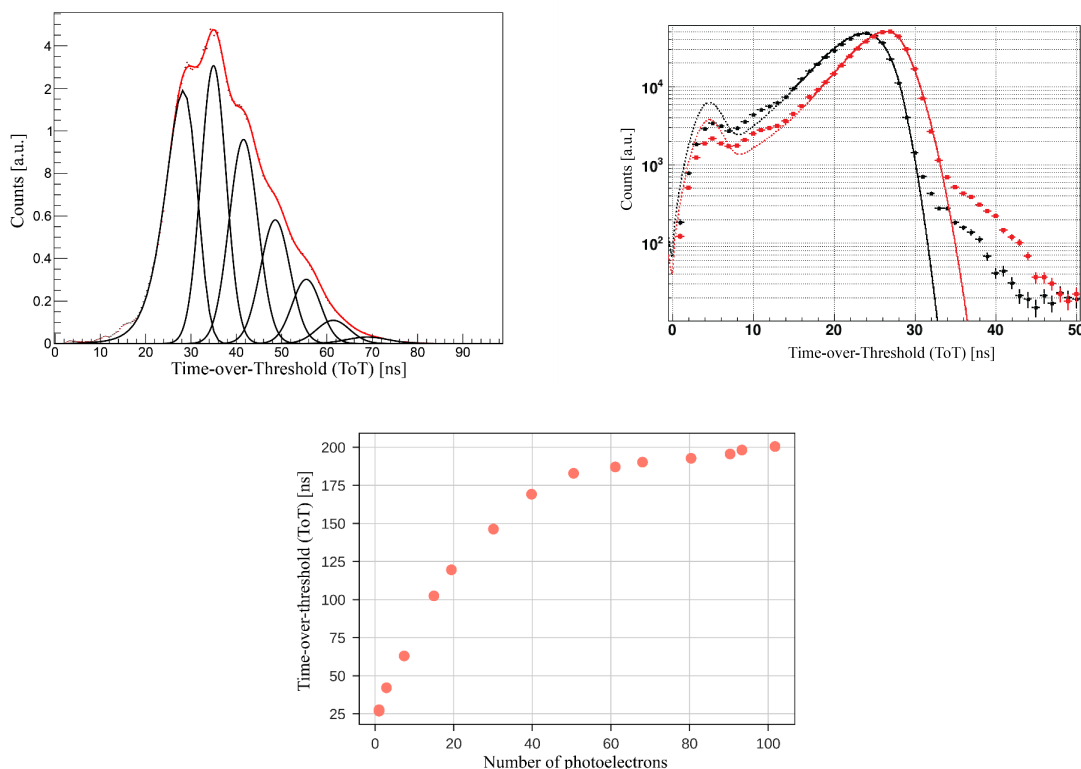 4
2
1
8
0.6
0.4
0.2
0
0 10 20 30 40 50 60 70 80 90
Counts [a.u.]
Time-over-Threshold (ToT) [ns]
10⁴
10³
10²
0 10 20 30 40 50
Counts [a.u.]
Time-over-Threshold (ToT) [ns]
200
175
150
125
100
75
50
25
0 20 40 60 80 100
Time-over-threshold (ToT) [ns]
Number of photoelectrons